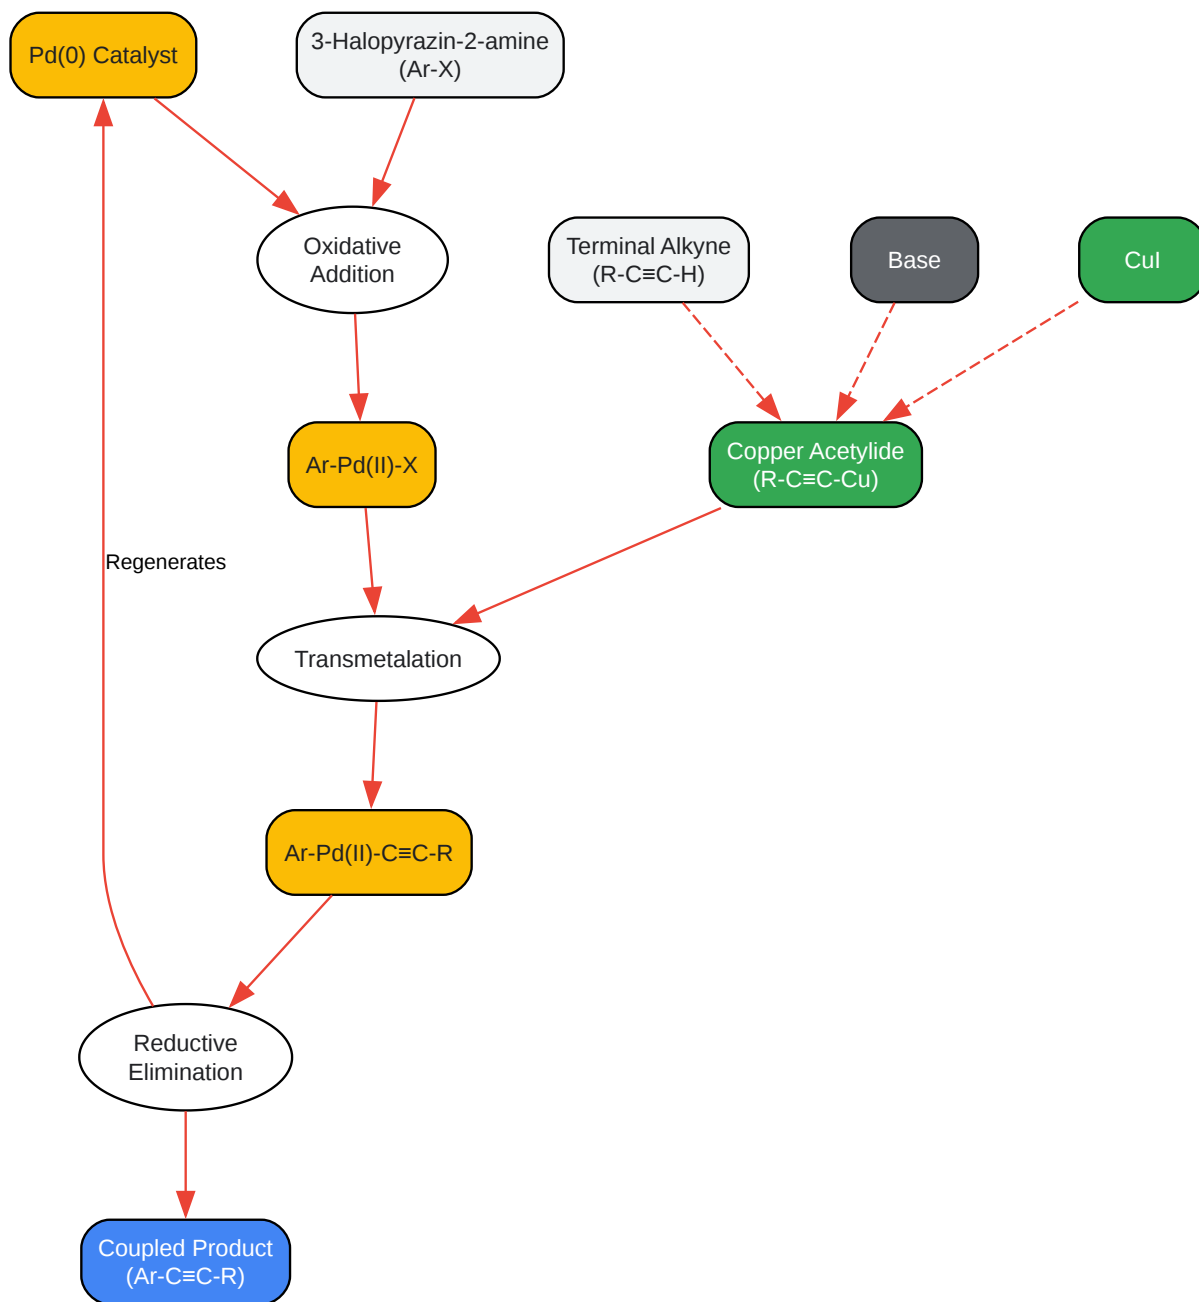 Pd(0) Catalyst
3-Halopyrazin-2-amine
(Ar-X)
Oxidative
Addition
Terminal Alkyne
(R-C≡C-H)
Base
CuI
Ar-Pd(II)-X
Copper Acetylide
(R-C≡C-Cu)
Regenerates
Transmetalation
Ar-Pd(II)-C≡C-R
Reductive
Elimination
Coupled Product
(Ar-C≡C-R)